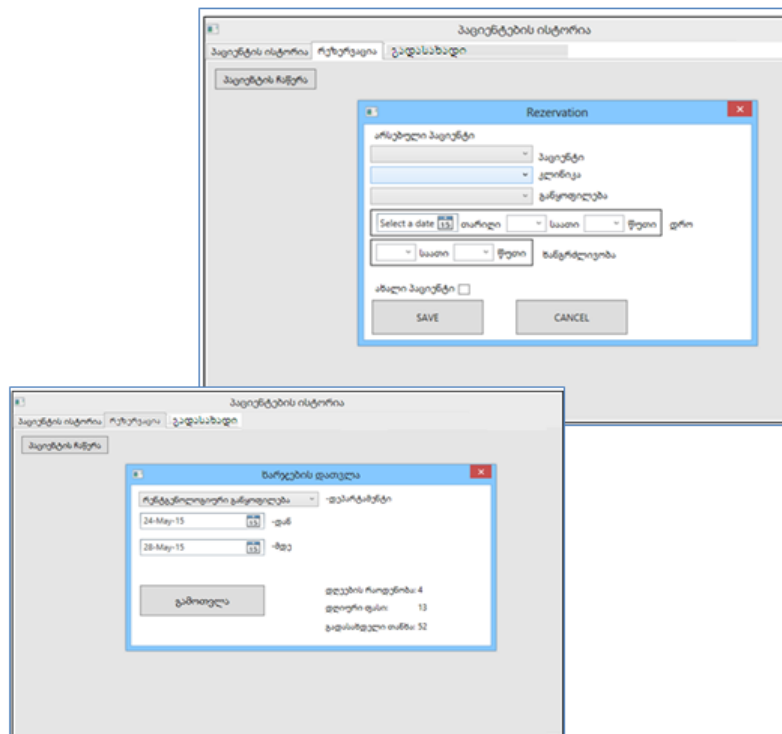 პაციენტების ისტორია
პაციენტის ისტორია რეზერვაცია გადასახადი
პაციენტის ჩაწერა
Rezervation
არსებული პაციენტი
პაციენტი
კლინიკა
განყოფილება
Select a date 15 თარიღი საათი წუთი დრო
საათი წუთი ხანგრძლივობა
ახალი პაციენტი
SAVE CANCEL
პაციენტების ისტორია
პაციენტის ისტორია რეზერვაცია გადასახადი
პაციენტის ჩაწერა
ხარჯების დათვლა
რენტგენოლოგიური განყოფილება -დეპარტამენტი
24-May-15 15 -დან
28-May-15 15 -მდე
გამოთვლა
დღეების რაოდენობა: 4
დღიური ფასი: 13
გადასახდელი თანხა: 52